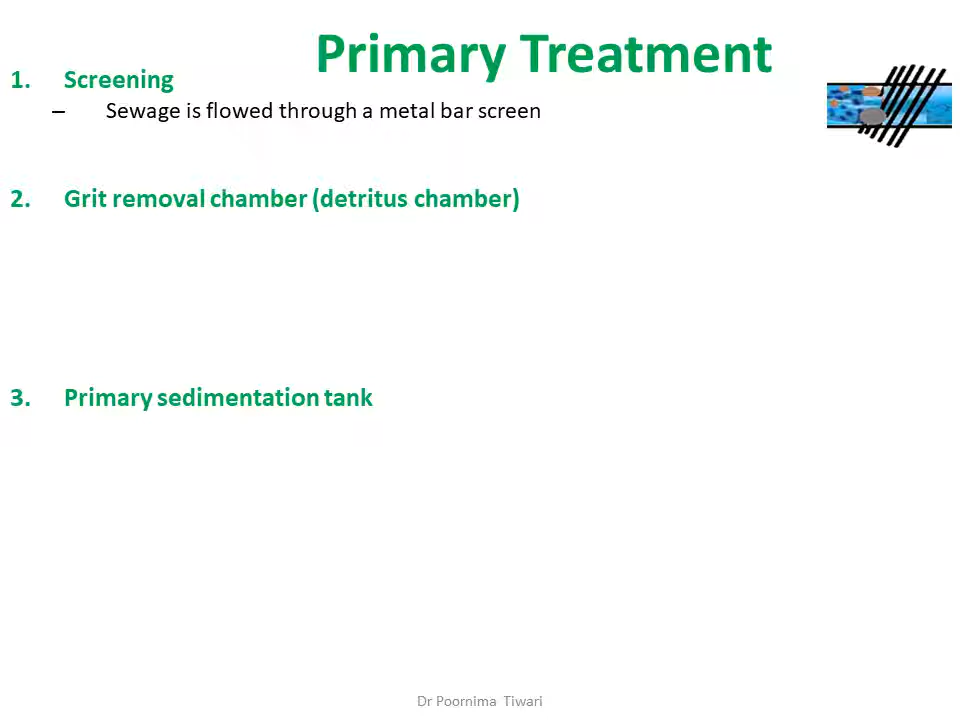 Primary Treatment
1. Screening
– Sewage is flowed through a metal bar screen
2. Grit removal chamber (detritus chamber)
3. Primary sedimentation tank
Dr Poornima Tiwari